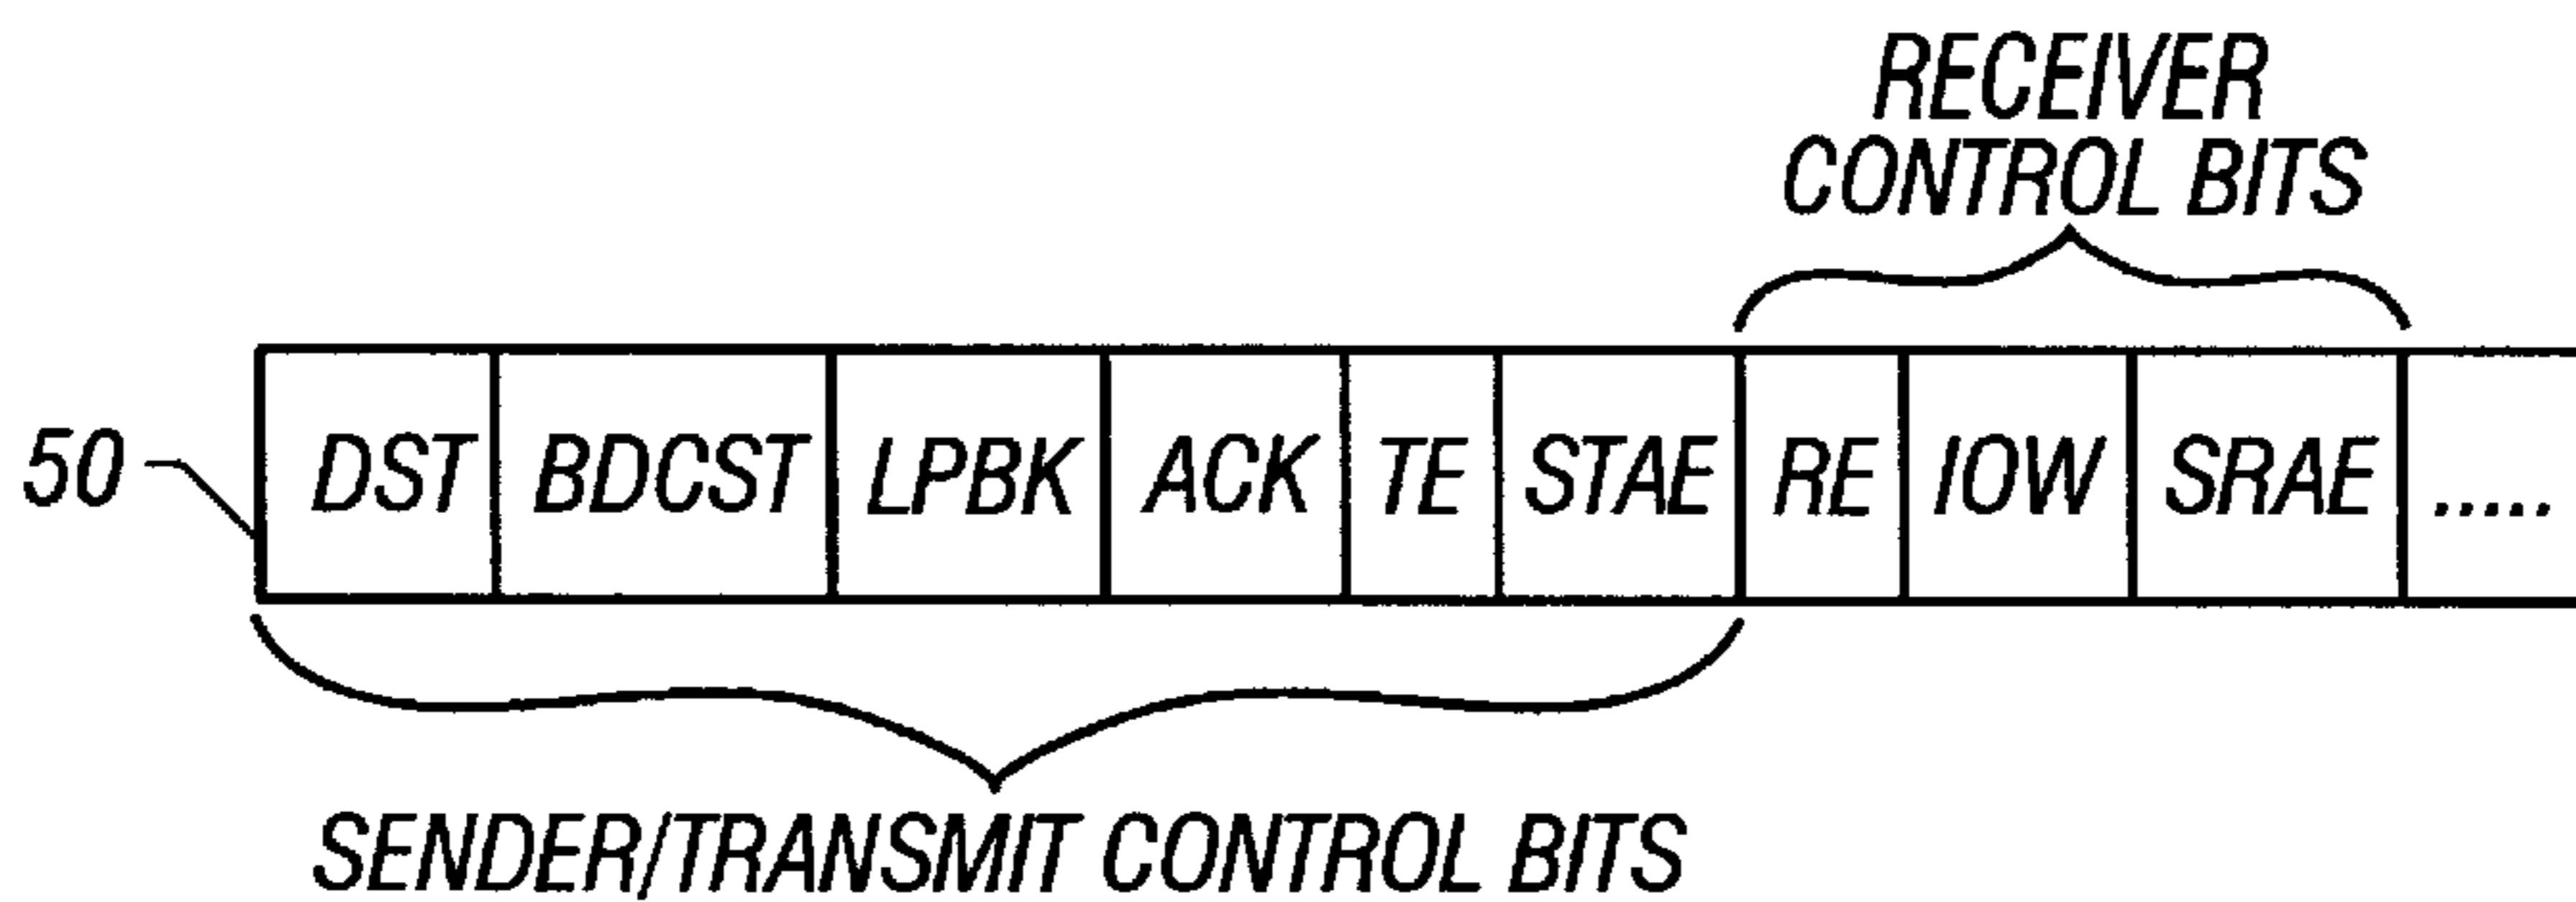 RECEIVER
CONTROL BITS
50 DST BDCST LPBK ACK TE STAE RE IOW SRAE .....
SENDER/TRANSMIT CONTROL BITS